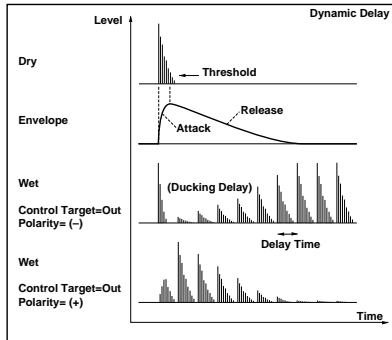 Dynamic Delay
Level
Dry
Threshold
Envelope
Release
Attack
Wet
(Ducking Delay)
Control Target=Out
Polarity= (–)
Delay Time
Wet
Control Target=Out
Polarity= (+)
Time